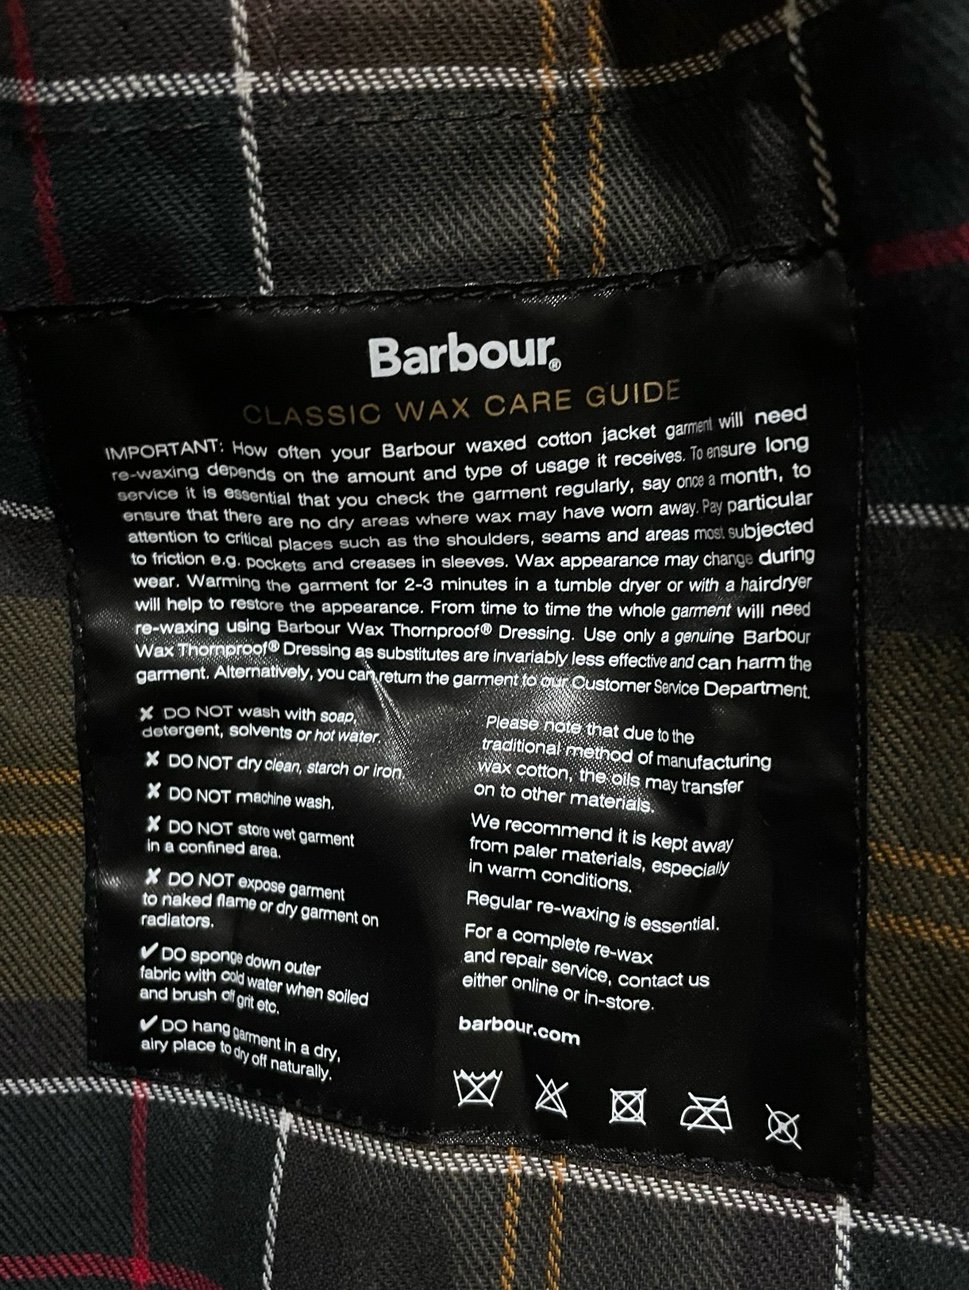 Barbour®
CLASSIC WAX CARE GUIDE
IMPORTANT: How often your Barbour waxed cotton jacket garment will need
re-waxing depends on the amount and type of usage it receives. To ensure long
service it is essential that you check the garment regularly, say once a month, to
ensure that there are no dry areas where wax may have worn away. Pay particular
attention to critical places such as the shoulders, seams and areas most subjected
to friction e.g. pockets and creases in sleeves. Wax appearance may change during
wear. Warming the garment for 2-3 minutes in a tumble dryer or with a hairdryer
will help to restore the appearance. From time to time the whole garment will need
re-waxing using Barbour Wax Thornproof® Dressing. Use only a genuine Barbour
Wax Thornproof® Dressing as substitutes are invariably less effective and can harm the
garment. Alternatively, you can return the garment to our Customer Service Department.
✗ DO NOT wash with soap,
detergent, solvents or hot water.
✗ DO NOT dry clean, starch or iron.
✗ DO NOT machine wash.
✗ DO NOT store wet garment
in a confined area.
✗ DO NOT expose garment
to naked flame or dry garment on
radiators.
✓ DO sponge down outer
fabric with cold water when soiled
and brush off grit etc.
✓ DO hang garment in a dry,
airy place to dry off naturally.
Please note that due to the
traditional method of manufacturing
wax cotton, the oils may transfer
on to other materials.
We recommend it is kept away
from paler materials, especially
in warm conditions.
Regular re-waxing is essential.
For a complete re-wax
and repair service, contact us
either online or in-store.
barbour.com